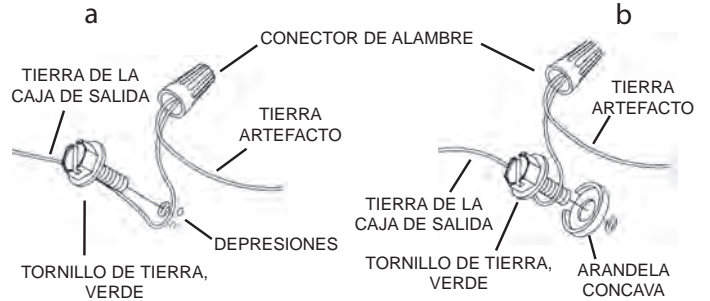 a
b
CONECTOR DE ALAMBRE
TIERRA DE LA
CAJA DE SALIDA
TIERRA
ARTEFACTO
DEPRESIONES
TORNILLO DE TIERRA,
VERDE
TIERRA
ARTEFACTO
TIERRA DE LA
CAJA DE SALIDA
TORNILLO DE TIERRA,
VERDE
ARANDELA
CONCAVA